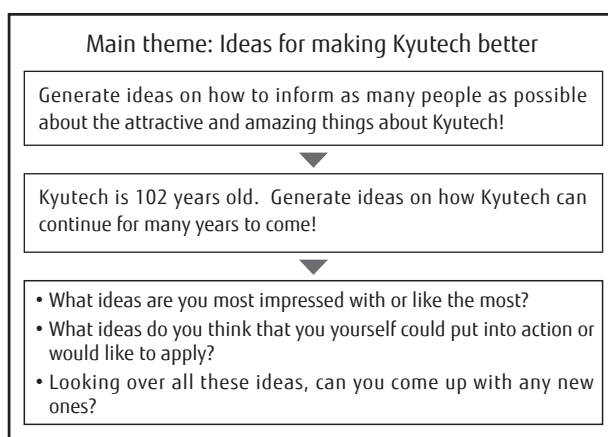 Main theme: Ideas for making Kyutech better
Generate ideas on how to inform as many people as possible
about the attractive and amazing things about Kyutech!
Kyutech is 102 years old. Generate ideas on how Kyutech can
continue for many years to come!
• What ideas are you most impressed with or like the most?
• What ideas do you think that you yourself could put into action or
would like to apply?
• Looking over all these ideas, can you come up with any new
ones?